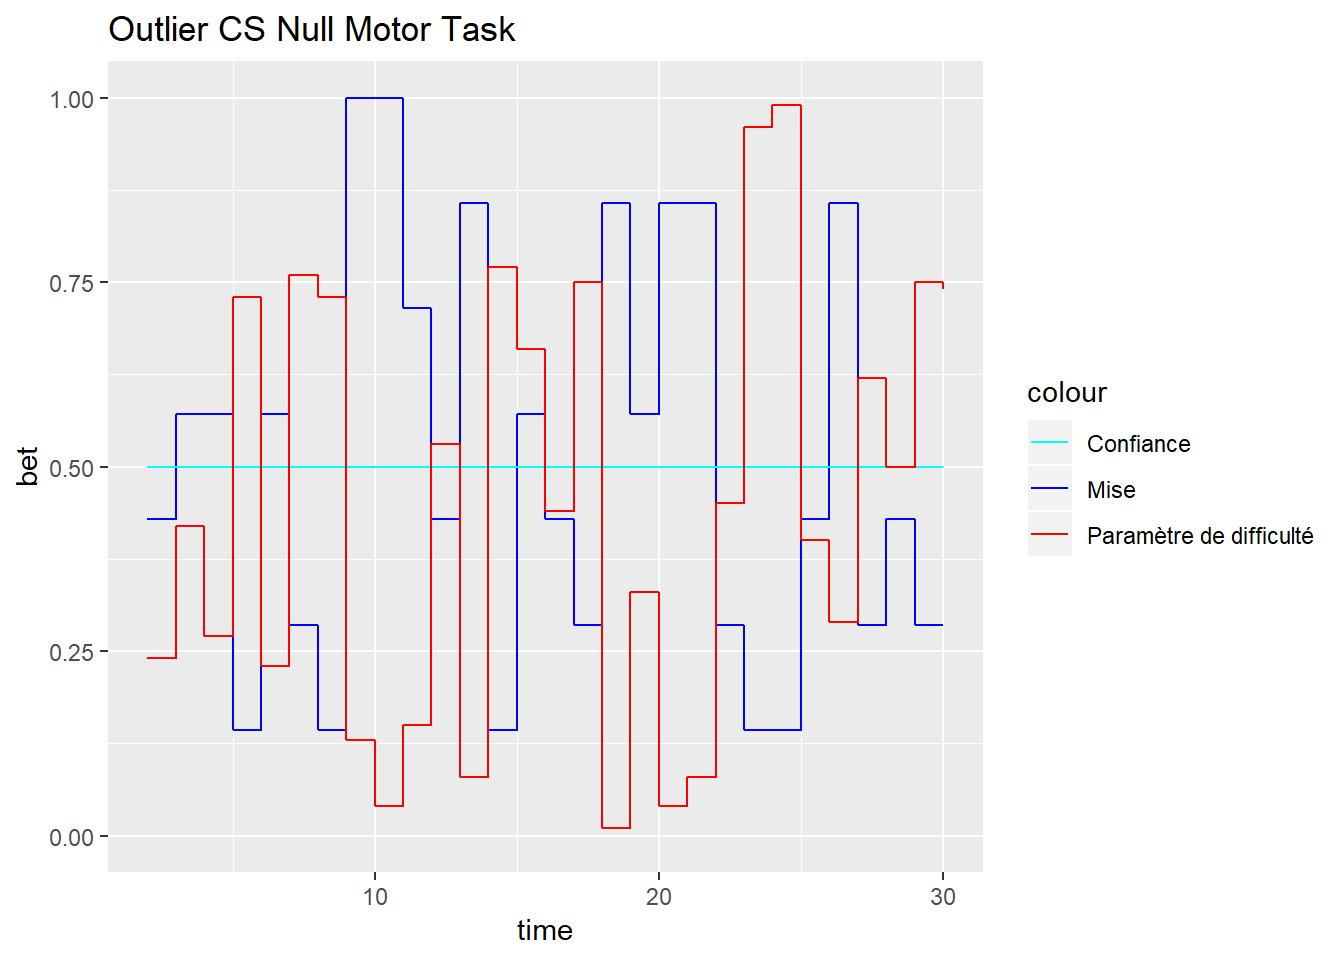 Outlier CS Null Motor Task
1.00
0.75
0.50
0.25
0.00
bet
10
20
30
time
colour
Confiance
Mise
Paramètre de difficulté